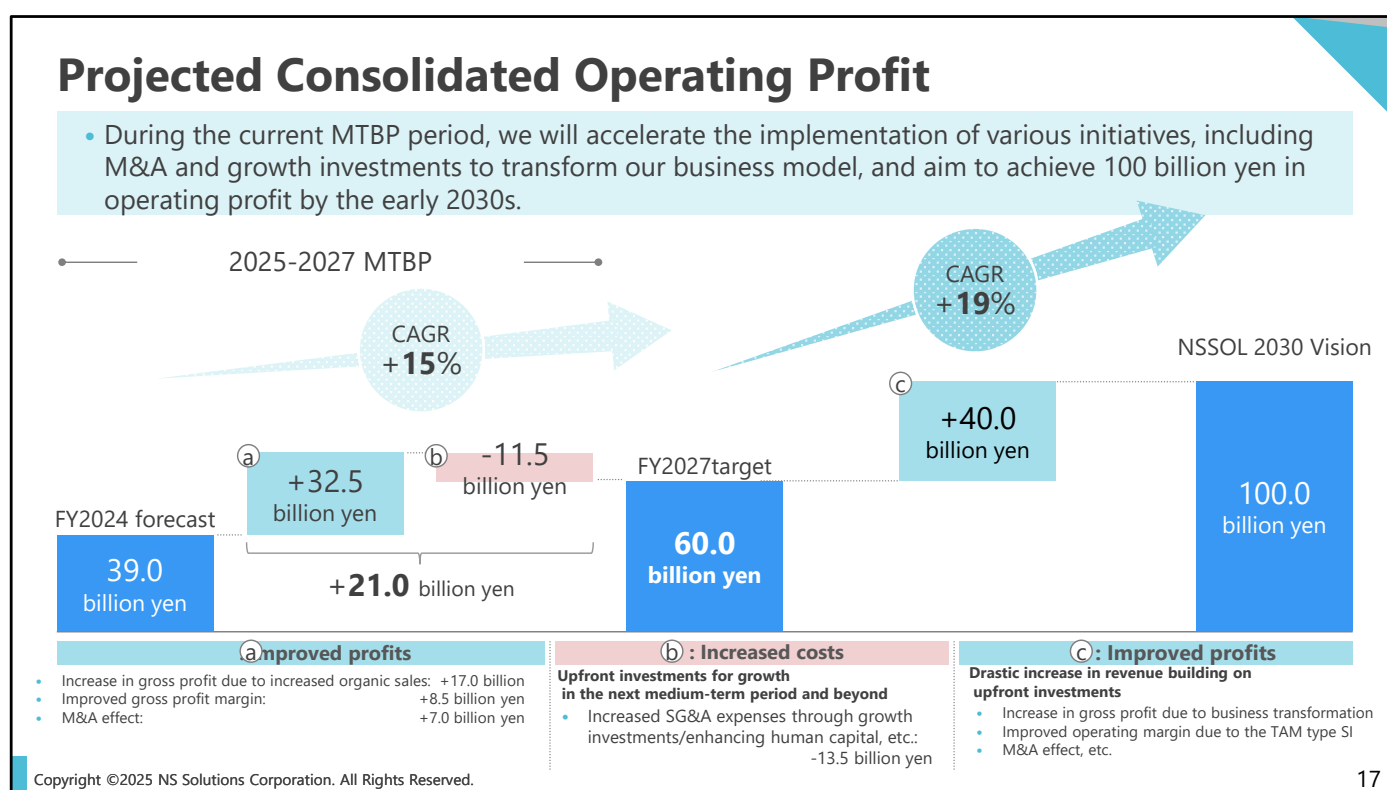 Projected Consolidated Operating Profit
• During the current MTBP period, we will accelerate the implementation of various initiatives, including
M&A and growth investments to transform our business model, and aim to achieve 100 billion yen in
operating profit by the early 2030s.
2025-2027 MTBP
CAGR
+15%
CAGR
+19%
NSSOL 2030 Vision
FY2024 forecast
39.0
billion yen
a
+32.5
billion yen
b
-11.5
billion yen
+21.0 billion yen
FY2027target
60.0
billion yen
c
+40.0
billion yen
100.0
billion yen
a mproved profits
• Increase in gross profit due to increased organic sales: +17.0 billion
• Improved gross profit margin: +8.5 billion yen
• M&A effect: +7.0 billion yen
b : Increased costs
Upfront investments for growth
in the next medium-term period and beyond
• Increased SG&A expenses through growth
investments/enhancing human capital, etc.:
-13.5 billion yen
c : Improved profits
Drastic increase in revenue building on
upfront investments
• Increase in gross profit due to business transformation
• Improved operating margin due to the TAM type SI
• M&A effect, etc.
Copyright ©2025 NS Solutions Corporation. All Rights Reserved.
17